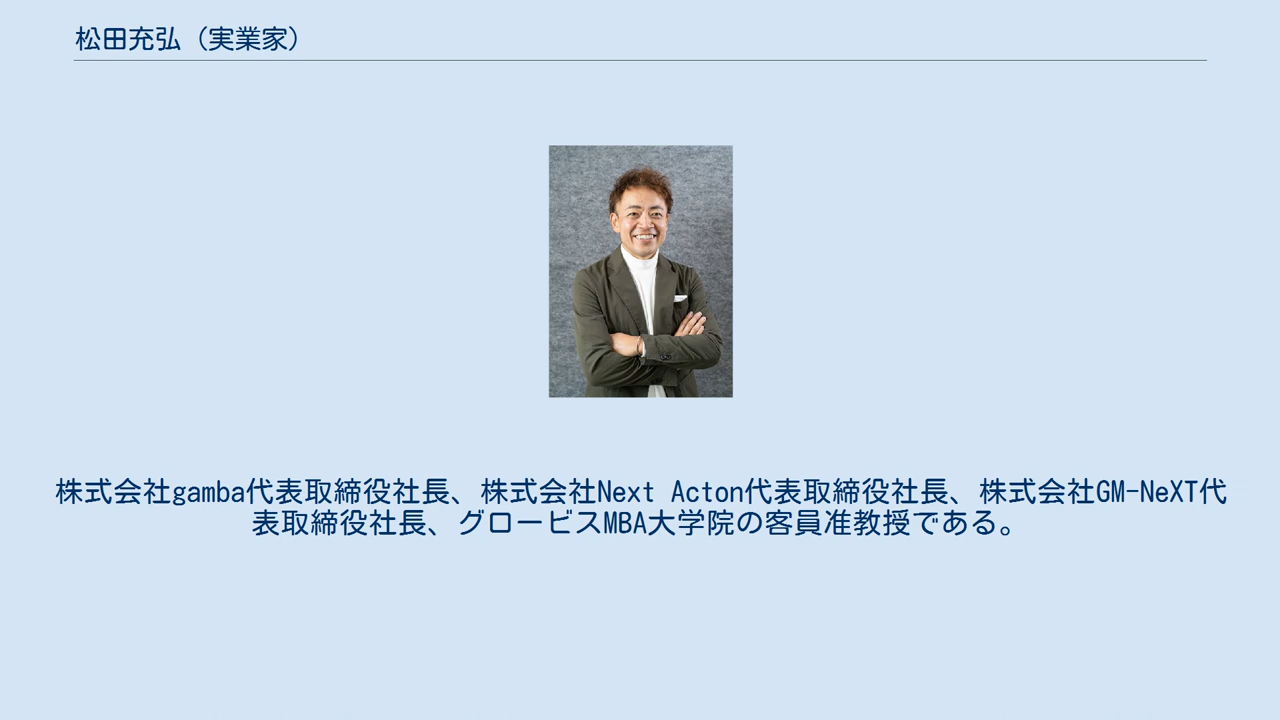 松田充弘（実業家）
株式会社gamba代表取締役社長、株式会社Next Acton代表取締役社長、株式会社GM-NeXT代
表取締役社長、グロービスMBA大学院の客員准教授である。